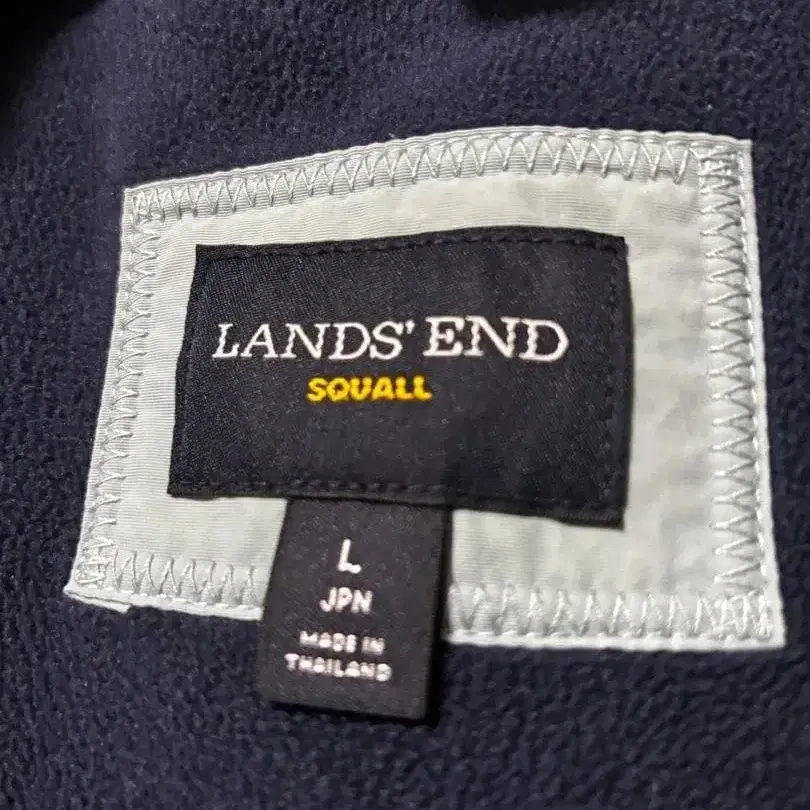 LANDS' END
SQUALL
L
JPN
MADE IN
THAILAND